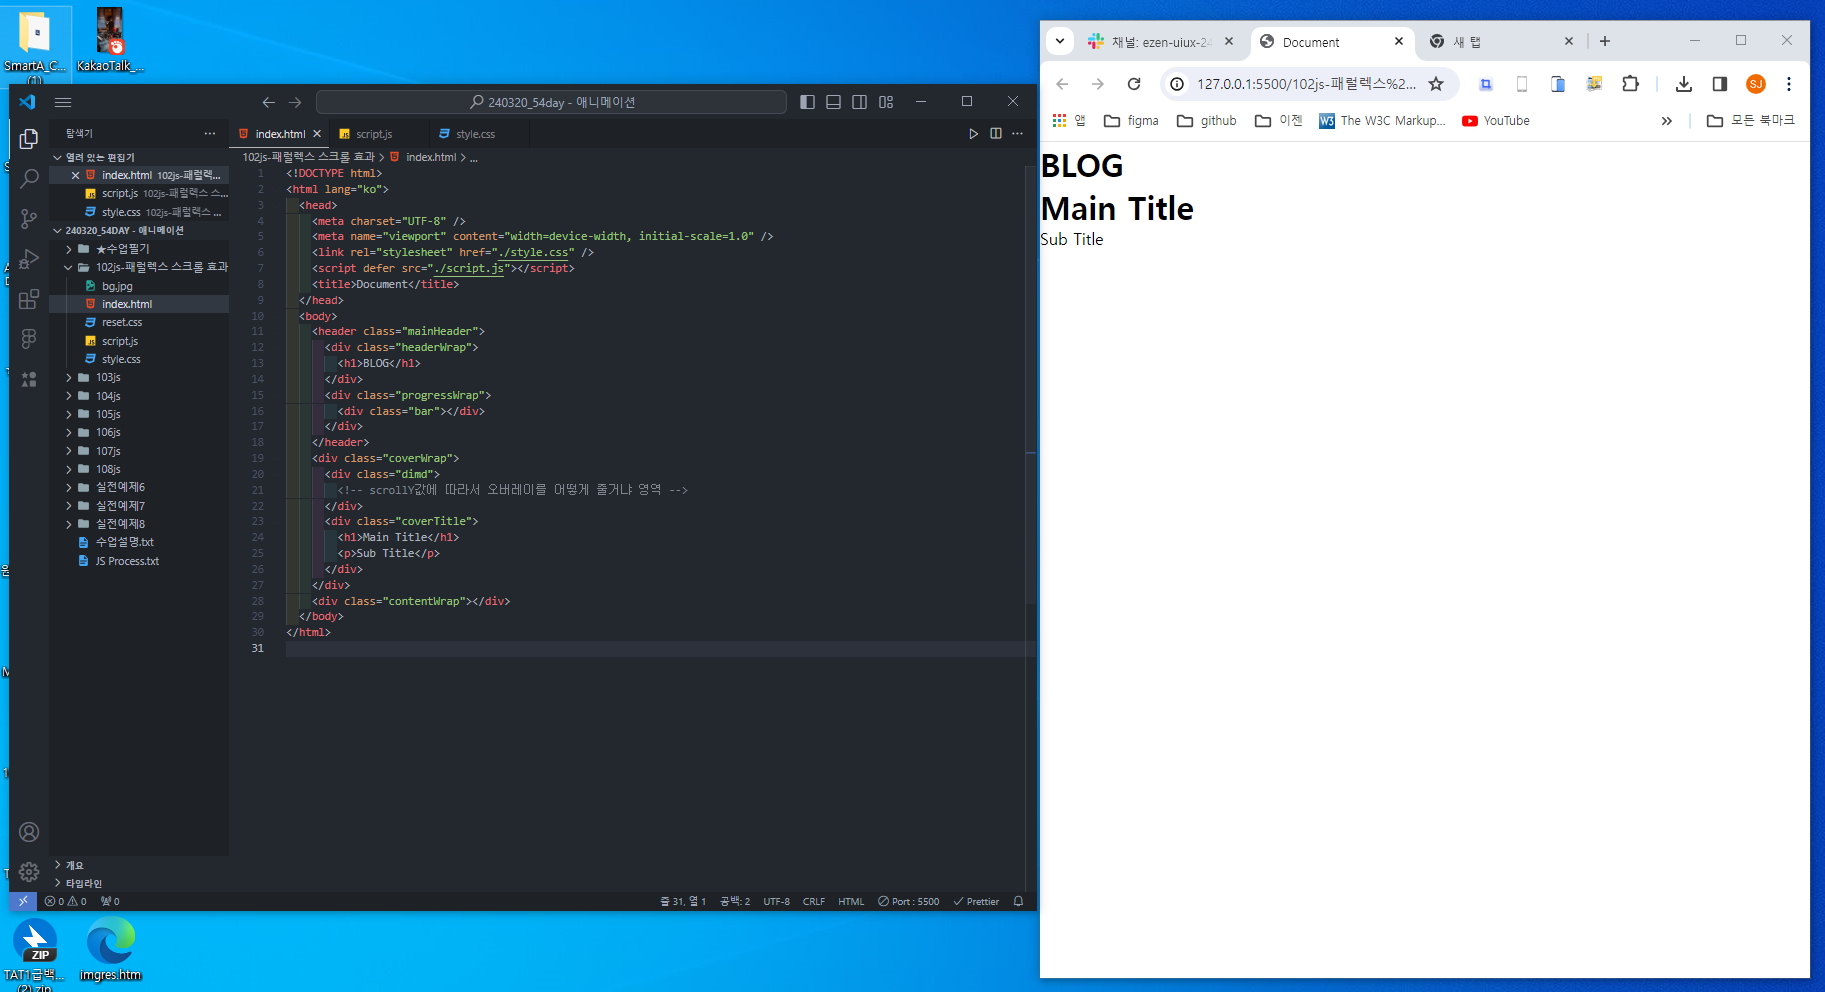 SmartA_C...
(1)
KakaoTalk_...
240320_54day - 애니메이션
탐색기
열려 있는 편집기
index.html 102js-패럴렉...
script.js 102js-패럴렉스 스...
style.css 102js-패럴렉스 ...
240320_54DAY - 애니메이션
★수업필기
102js-패럴렉스 스크롤 효과
bg.jpg
index.html
reset.css
script.js
style.css
103js
104js
105js
106js
107js
108js
실전예제6
실전예제7
실전예제8
수업설명.txt
JS Process.txt
개요
타임라인
index.html
script.js
style.css
102js-패럴렉스 스크롤 효과 > index.html > ...
1 <!DOCTYPE html>
2 <html lang="ko">
3 <head>
4 <meta charset="UTF-8" />
5 <meta name="viewport" content="width=device-width, initial-scale=1.0" />
6 <link rel="stylesheet" href="./style.css" />
7 <script defer src="./script.js"></script>
8 <title>Document</title>
9 </head>
10 <body>
11 <header class="mainHeader">
12 <div class="headerWrap">
13 <h1>BLOG</h1>
14 </div>
15 <div class="progressWrap">
16 <div class="bar"></div>
17 </div>
18 </header>
19 <div class="coverWrap">
20 <div class="dimd">
21 <!-- scrollY값에 따라서 오버레이를 어떻게 줄거냐 영역 -->
22 </div>
23 <div class="coverTitle">
24 <h1>Main Title</h1>
25 <p>Sub Title</p>
26 </div>
27 </div>
28 <div class="contentWrap"></div>
29 </body>
30 </html>
31
0 0 0
줄 31, 열 1 공백: 2 UTF-8 CRLF HTML Port : 5500 Prettier
ZIP
TAT1급백...
(2).zip
imgres.htm
채널: ezen-uiux-24
Document
새 탭
127.0.0.1:5500/102js-패럴렉스%2...
SJ
앱
figma
github
이젠
W3
The W3C Markup...
YouTube
모든 북마크
BLOG
Main Title
Sub Title